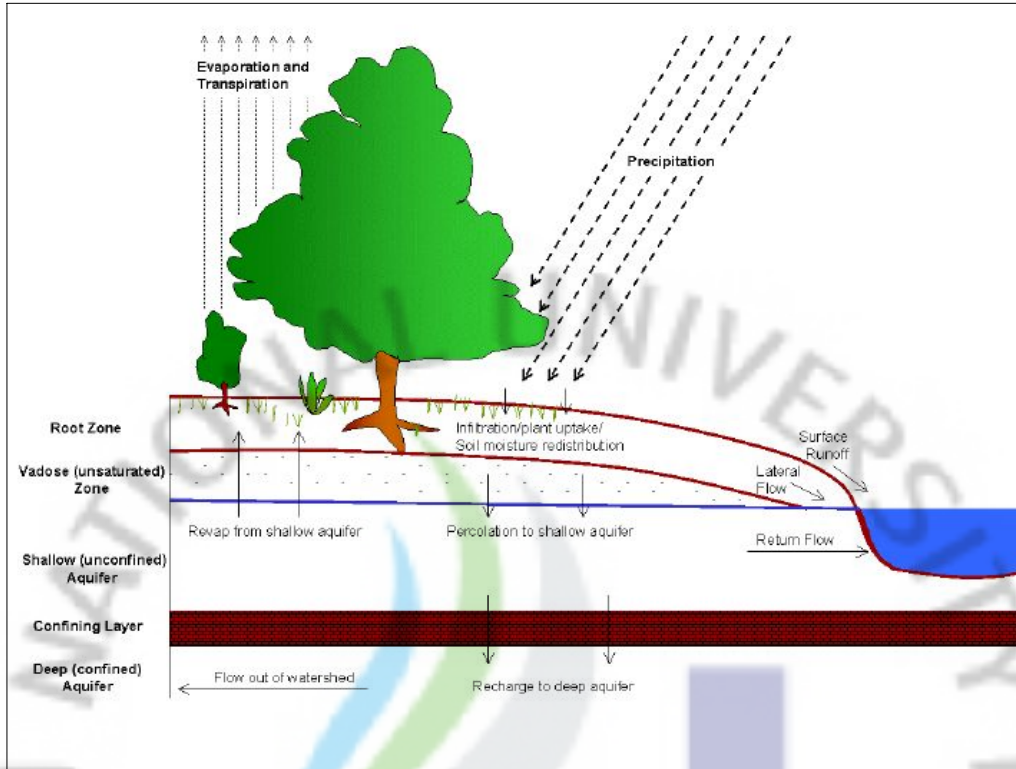 Evaporation and
Transpiration
Precipitation
Root Zone
Infiltration/plant uptake/
Soil moisture redistribution
Surface
Runoff
Lateral
Flow
Vadose (unsaturated)
Zone
Revap from shallow aquifer
Percolation to shallow aquifer
Return Flow
Shallow (unconfined)
Aquifer
Confining Layer
Deep (confined)
Aquifer
Flow out of watershed
Recharge to deep aquifer
NATIONAL UNIVERSITY